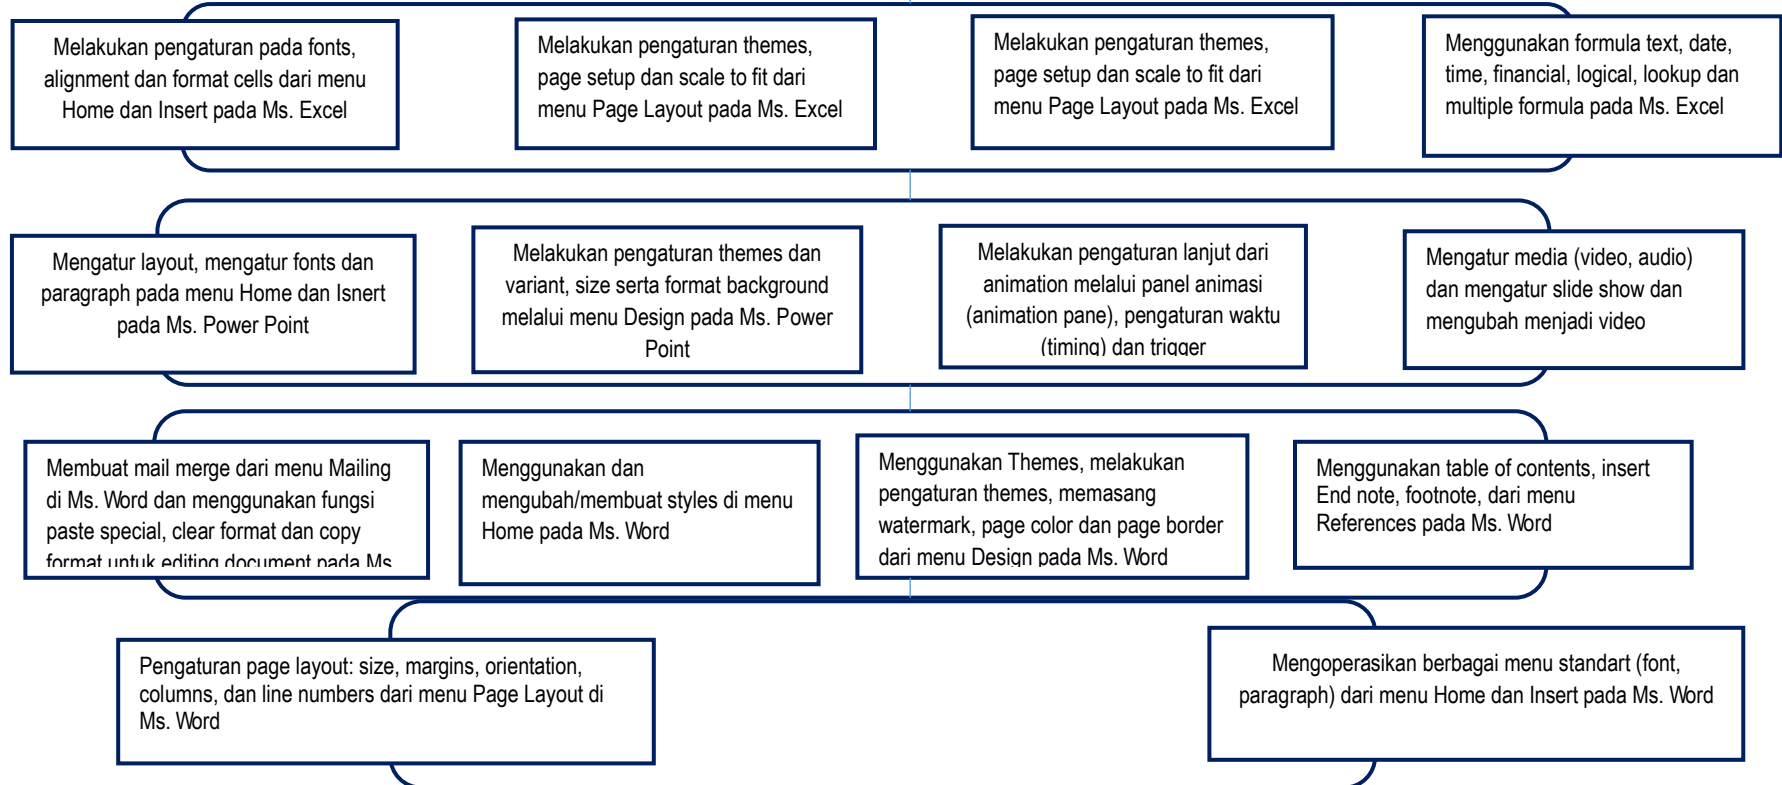 Melakukan pengaturan pada fonts,
alignment dan format cells dari menu
Home dan Insert pada Ms. Excel
Melakukan pengaturan themes,
page setup dan scale to fit dari
menu Page Layout pada Ms. Excel
Melakukan pengaturan themes,
page setup dan scale to fit dari
menu Page Layout pada Ms. Excel
Menggunakan formula text, date,
time, financial, logical, lookup dan
multiple formula pada Ms. Excel
Mengatur layout, mengatur fonts dan
paragraph pada menu Home dan Isnert
pada Ms. Power Point
Melakukan pengaturan themes dan
variant, size serta format background
melalui menu Design pada Ms. Power
Point
Melakukan pengaturan lanjut dari
animation melalui panel animasi
(animation pane), pengaturan waktu
(timing) dan trigger
Mengatur media (video, audio)
dan mengatur slide show dan
mengubah menjadi video
Membuat mail merge dari menu Mailing
di Ms. Word dan menggunakan fungsi
paste special, clear format dan copy
format untuk editing document pada Ms
Menggunakan dan
mengubah/membuat styles di menu
Home pada Ms. Word
Menggunakan Themes, melakukan
pengaturan themes, memasang
watermark, page color dan page border
dari menu Design pada Ms. Word
Menggunakan table of contents, insert
End note, footnote, dari menu
References pada Ms. Word
Pengaturan page layout: size, margins, orientation,
columns, dan line numbers dari menu Page Layout di
Ms. Word
Mengoperasikan berbagai menu standart (font,
paragraph) dari menu Home dan Insert pada Ms. Word